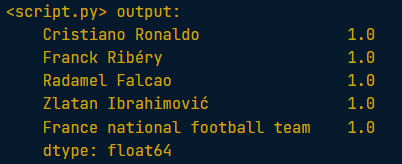 <script.py> output:
Cristiano Ronaldo 1.0
Franck Ribéry 1.0
Radamel Falcao 1.0
Zlatan Ibrahimović 1.0
France national football team 1.0
dtype: float64